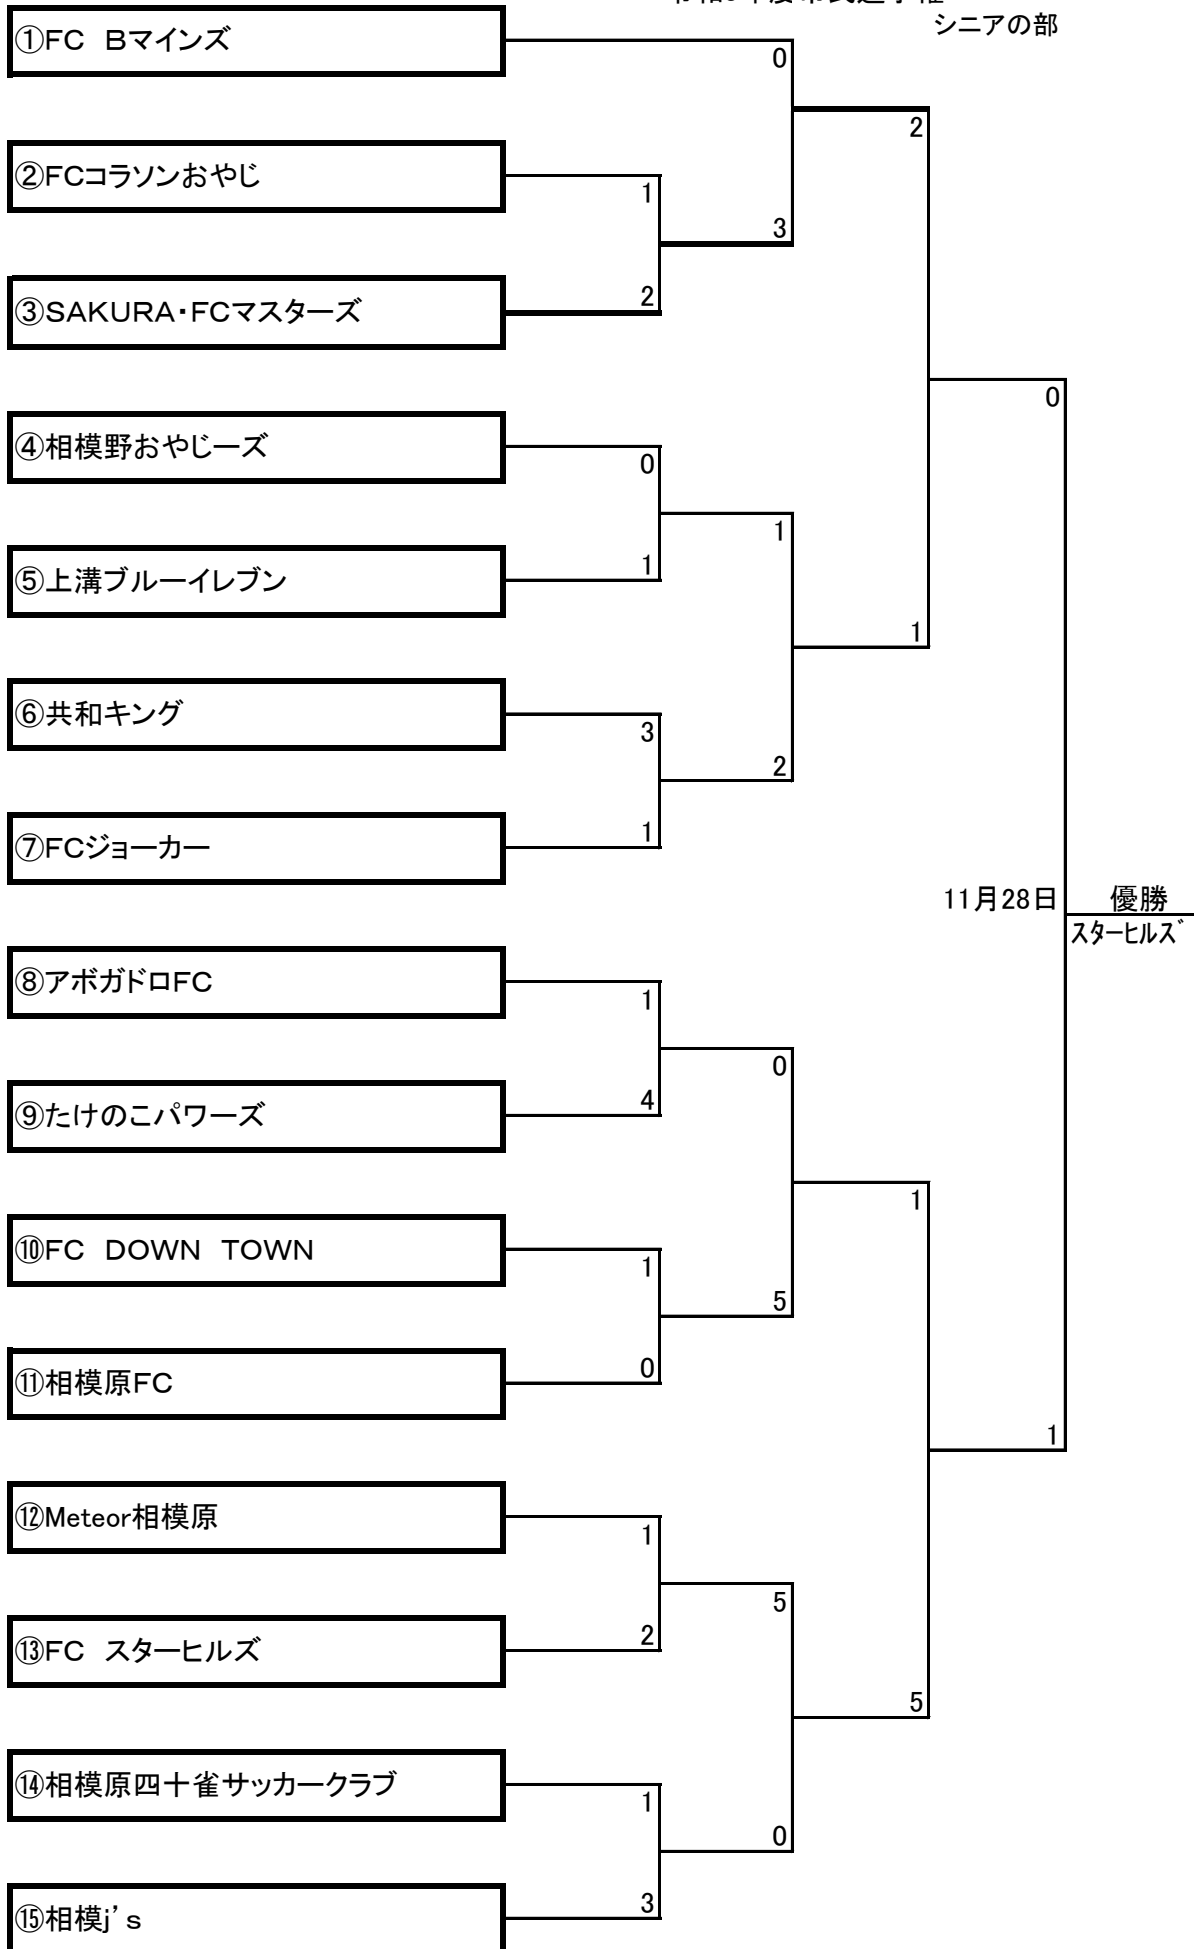 シニアの部
①FC　Bマインズ
0
2
②FCコラソンおやじ
1
3
③SAKURA・FCマスターズ
2
0
④相模野おやじーズ
0
1
⑤上溝ブルーイレブン
1
1
⑥共和キング
3
2
⑦FCジョーカー
1
11月28日
優勝
スターヒルズ
⑧アボガドロFC
1
0
⑨たけのこパワーズ
4
1
⑩FC　DOWN　TOWN
1
5
⑪相模原FC
0
1
⑫Meteor相模原
1
5
⑬FC　スターヒルズ
2
5
⑭相模原四十雀サッカークラブ
1
0
⑮相模j’s
3